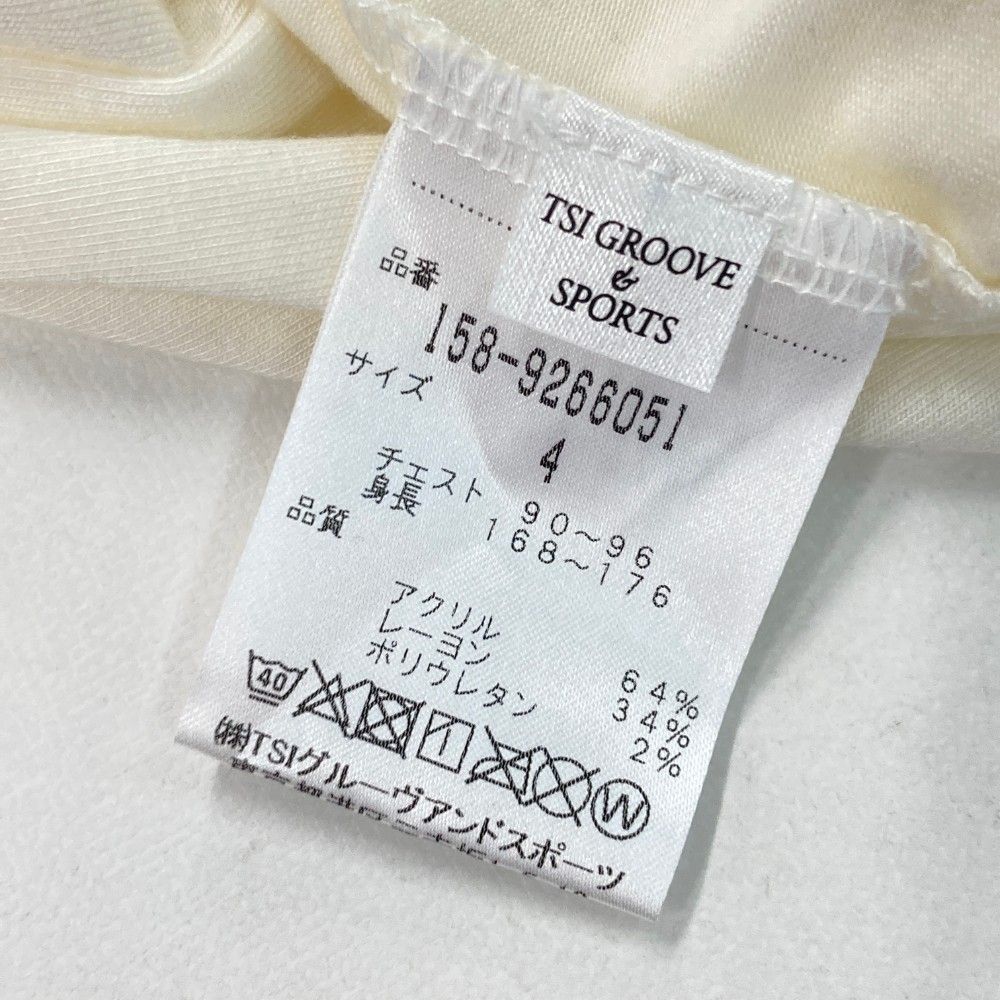 TSI GROOVE
&
SPORTS
品番
158-9266051
サイズ
4
チェスト 90～96
身長 168～176
品質
アクリル 64%
レーヨン 34%
ポリウレタン 2%
40
W
㈱TSIグルーヴアンドスポーツ